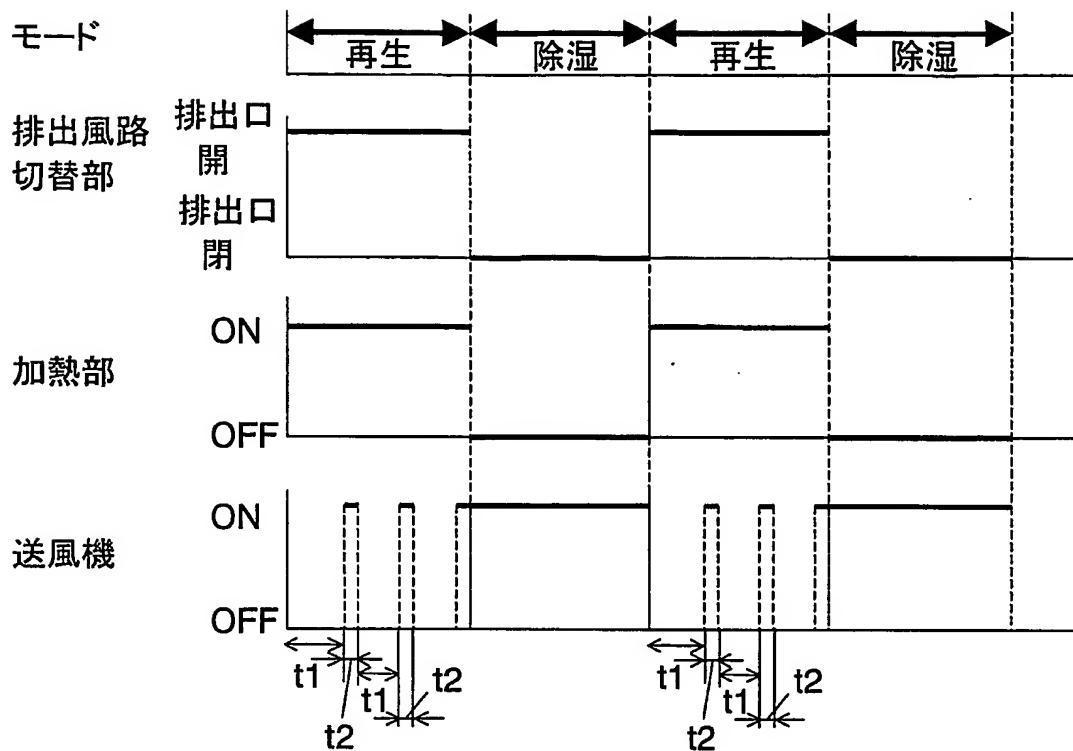 モード
再生
除湿
再生
除湿
排出風路
切替部
排出口
開
排出口
閉
加熱部
ON
OFF
送風機
ON
OFF
t1
t2
t1
t2
t1
t2
t1
t2